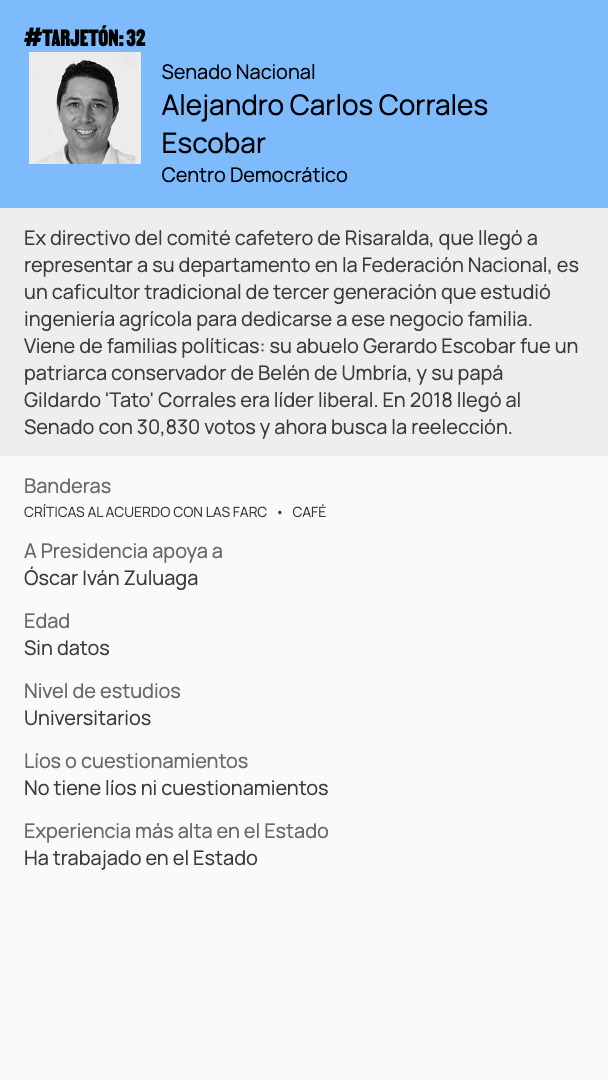 #TARJETÓN: 32
Senado Nacional
Alejandro Carlos Corrales
Escobar
Centro Democrático
Ex directivo del comité cafetero de Risaralda, que llegó a
representar a su departamento en la Federación Nacional, es
un caficultor tradicional de tercer generación que estudió
ingeniería agrícola para dedicarse a ese negocio familia.
Viene de familias políticas: su abuelo Gerardo Escobar fue un
patriarca conservador de Belén de Umbría, y su papá
Gildardo 'Tato' Corrales era líder liberal. En 2018 llegó al
Senado con 30,830 votos y ahora busca la reelección.
Banderas
CRÍTICAS AL ACUERDO CON LAS FARC • CAFÉ
A Presidencia apoya a
Óscar Iván Zuluaga
Edad
Sin datos
Nivel de estudios
Universitarios
Líos o cuestionamientos
No tiene líos ni cuestionamientos
Experiencia más alta en el Estado
Ha trabajado en el Estado